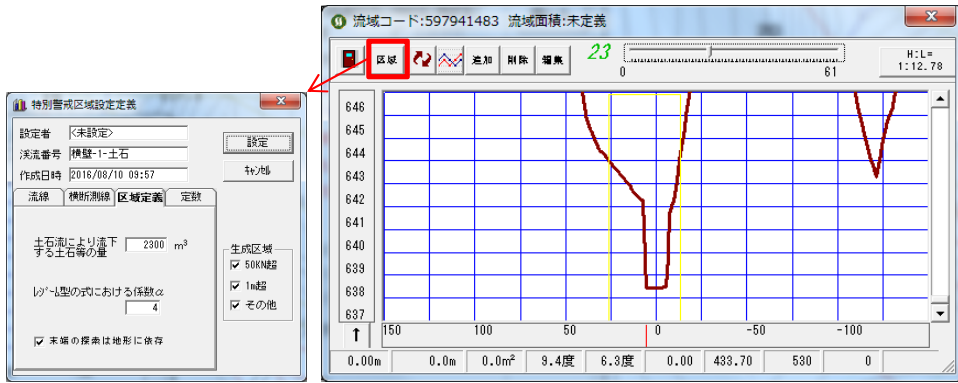 流域コード:597941483 流域面積:未定義
区域
追加
削除
編集
23
0
61
H:L=
1:12.78
646
645
644
643
642
641
640
639
638
637
150
100
50
0
-50
-100
0.00m
0.0m
0.0m²
9.4度
6.3度
0.00
433.70
530
0
特別警戒区域設定定義
設定者 <未設定>
渓流番号 横壁-1-土石
作成日時 2016/08/10 09:57
設定
キャンセル
流線
横断測線
区域定義
定数
土石流により流下
する土石等の量 2300 m³
レジーム型の式における係数α
4
末端の探索は地形に依存
生成区域
50KN超
1m超
その他